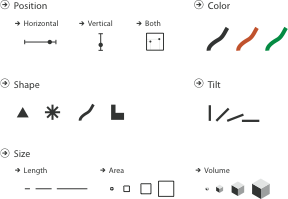 Position
Color
Horizontal
Vertical
Both
Shape
Tilt
Size
Length
Area
Volume